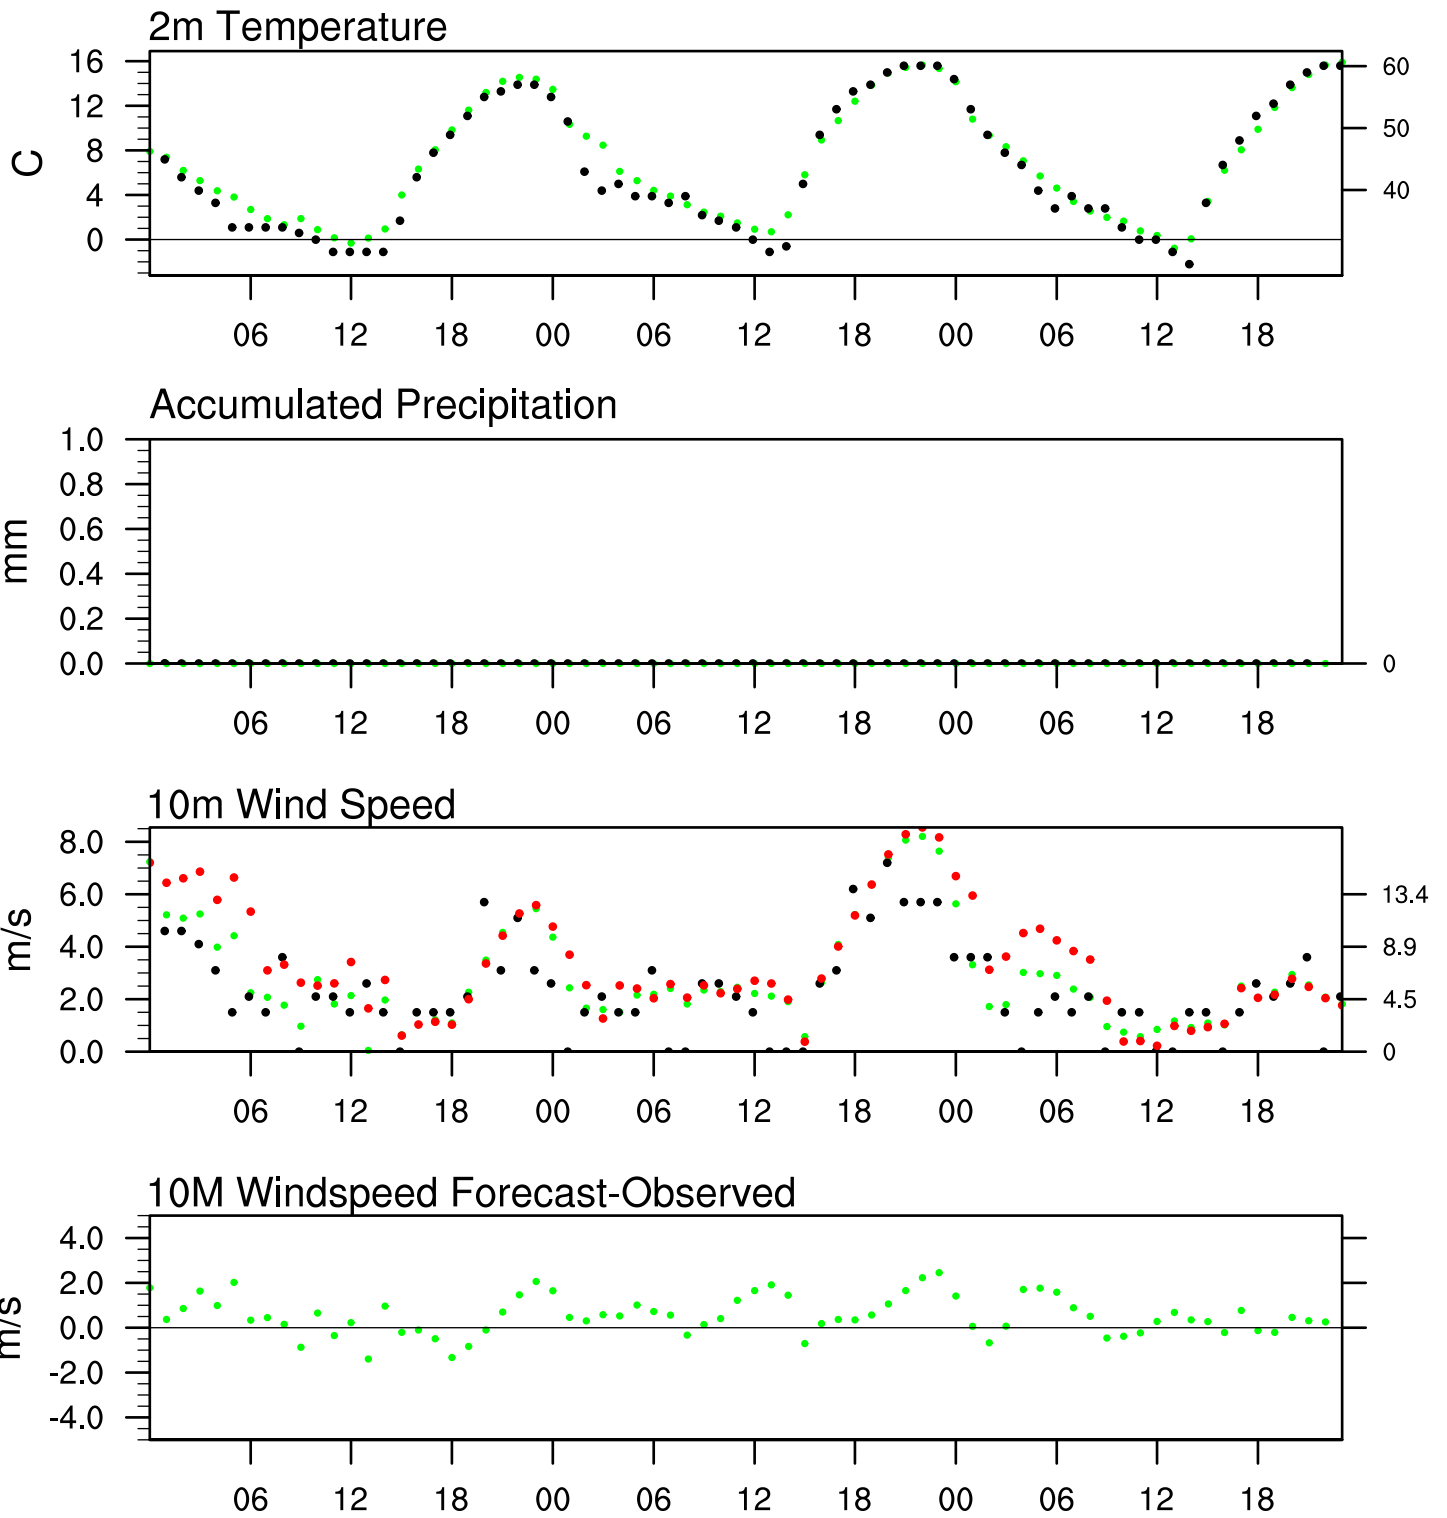 2m Temperature
16
12
8
4
0
C
60
50
40
06 12 18 00 06 12 18 00 06 12 18
Accumulated Precipitation
1.0
0.8
0.6
0.4
0.2
0.0
mm
0
06 12 18 00 06 12 18 00 06 12 18
10m Wind Speed
8.0
6.0
4.0
2.0
0.0
m/s
13.4
8.9
4.5
0
06 12 18 00 06 12 18 00 06 12 18
10M Windspeed Forecast-Observed
4.0
2.0
0.0
-2.0
-4.0
m/s
06 12 18 00 06 12 18 00 06 12 18